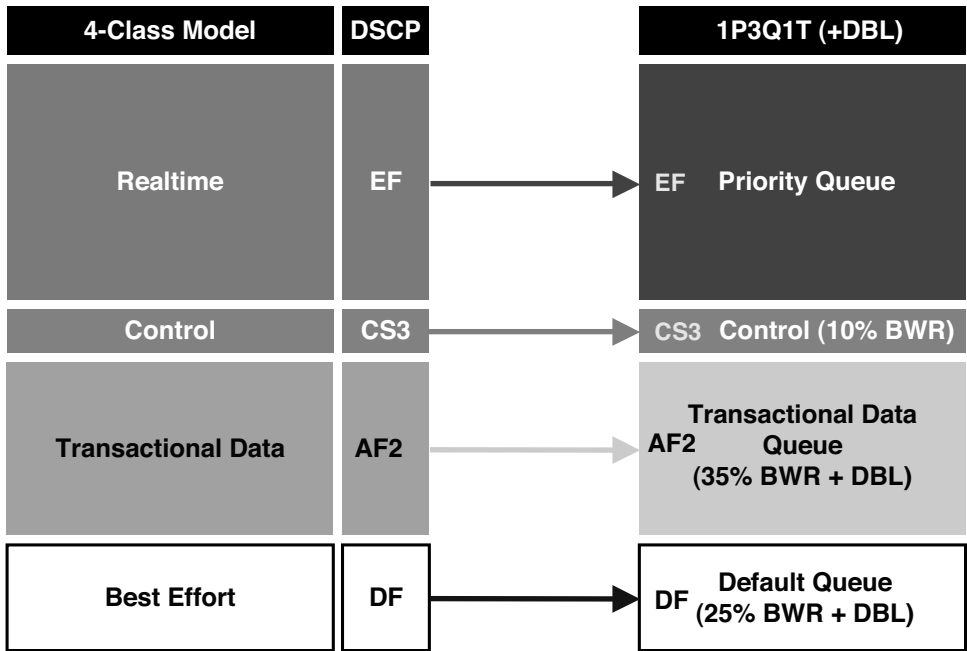 4-Class Model DSCP 1P3Q1T (+DBL)
Realtime EF EF Priority Queue
Control CS3 CS3 Control (10% BWR)
Transactional Data AF2 AF2 Transactional Data
Queue
(35% BWR + DBL)
Best Effort DF DF Default Queue
(25% BWR + DBL)